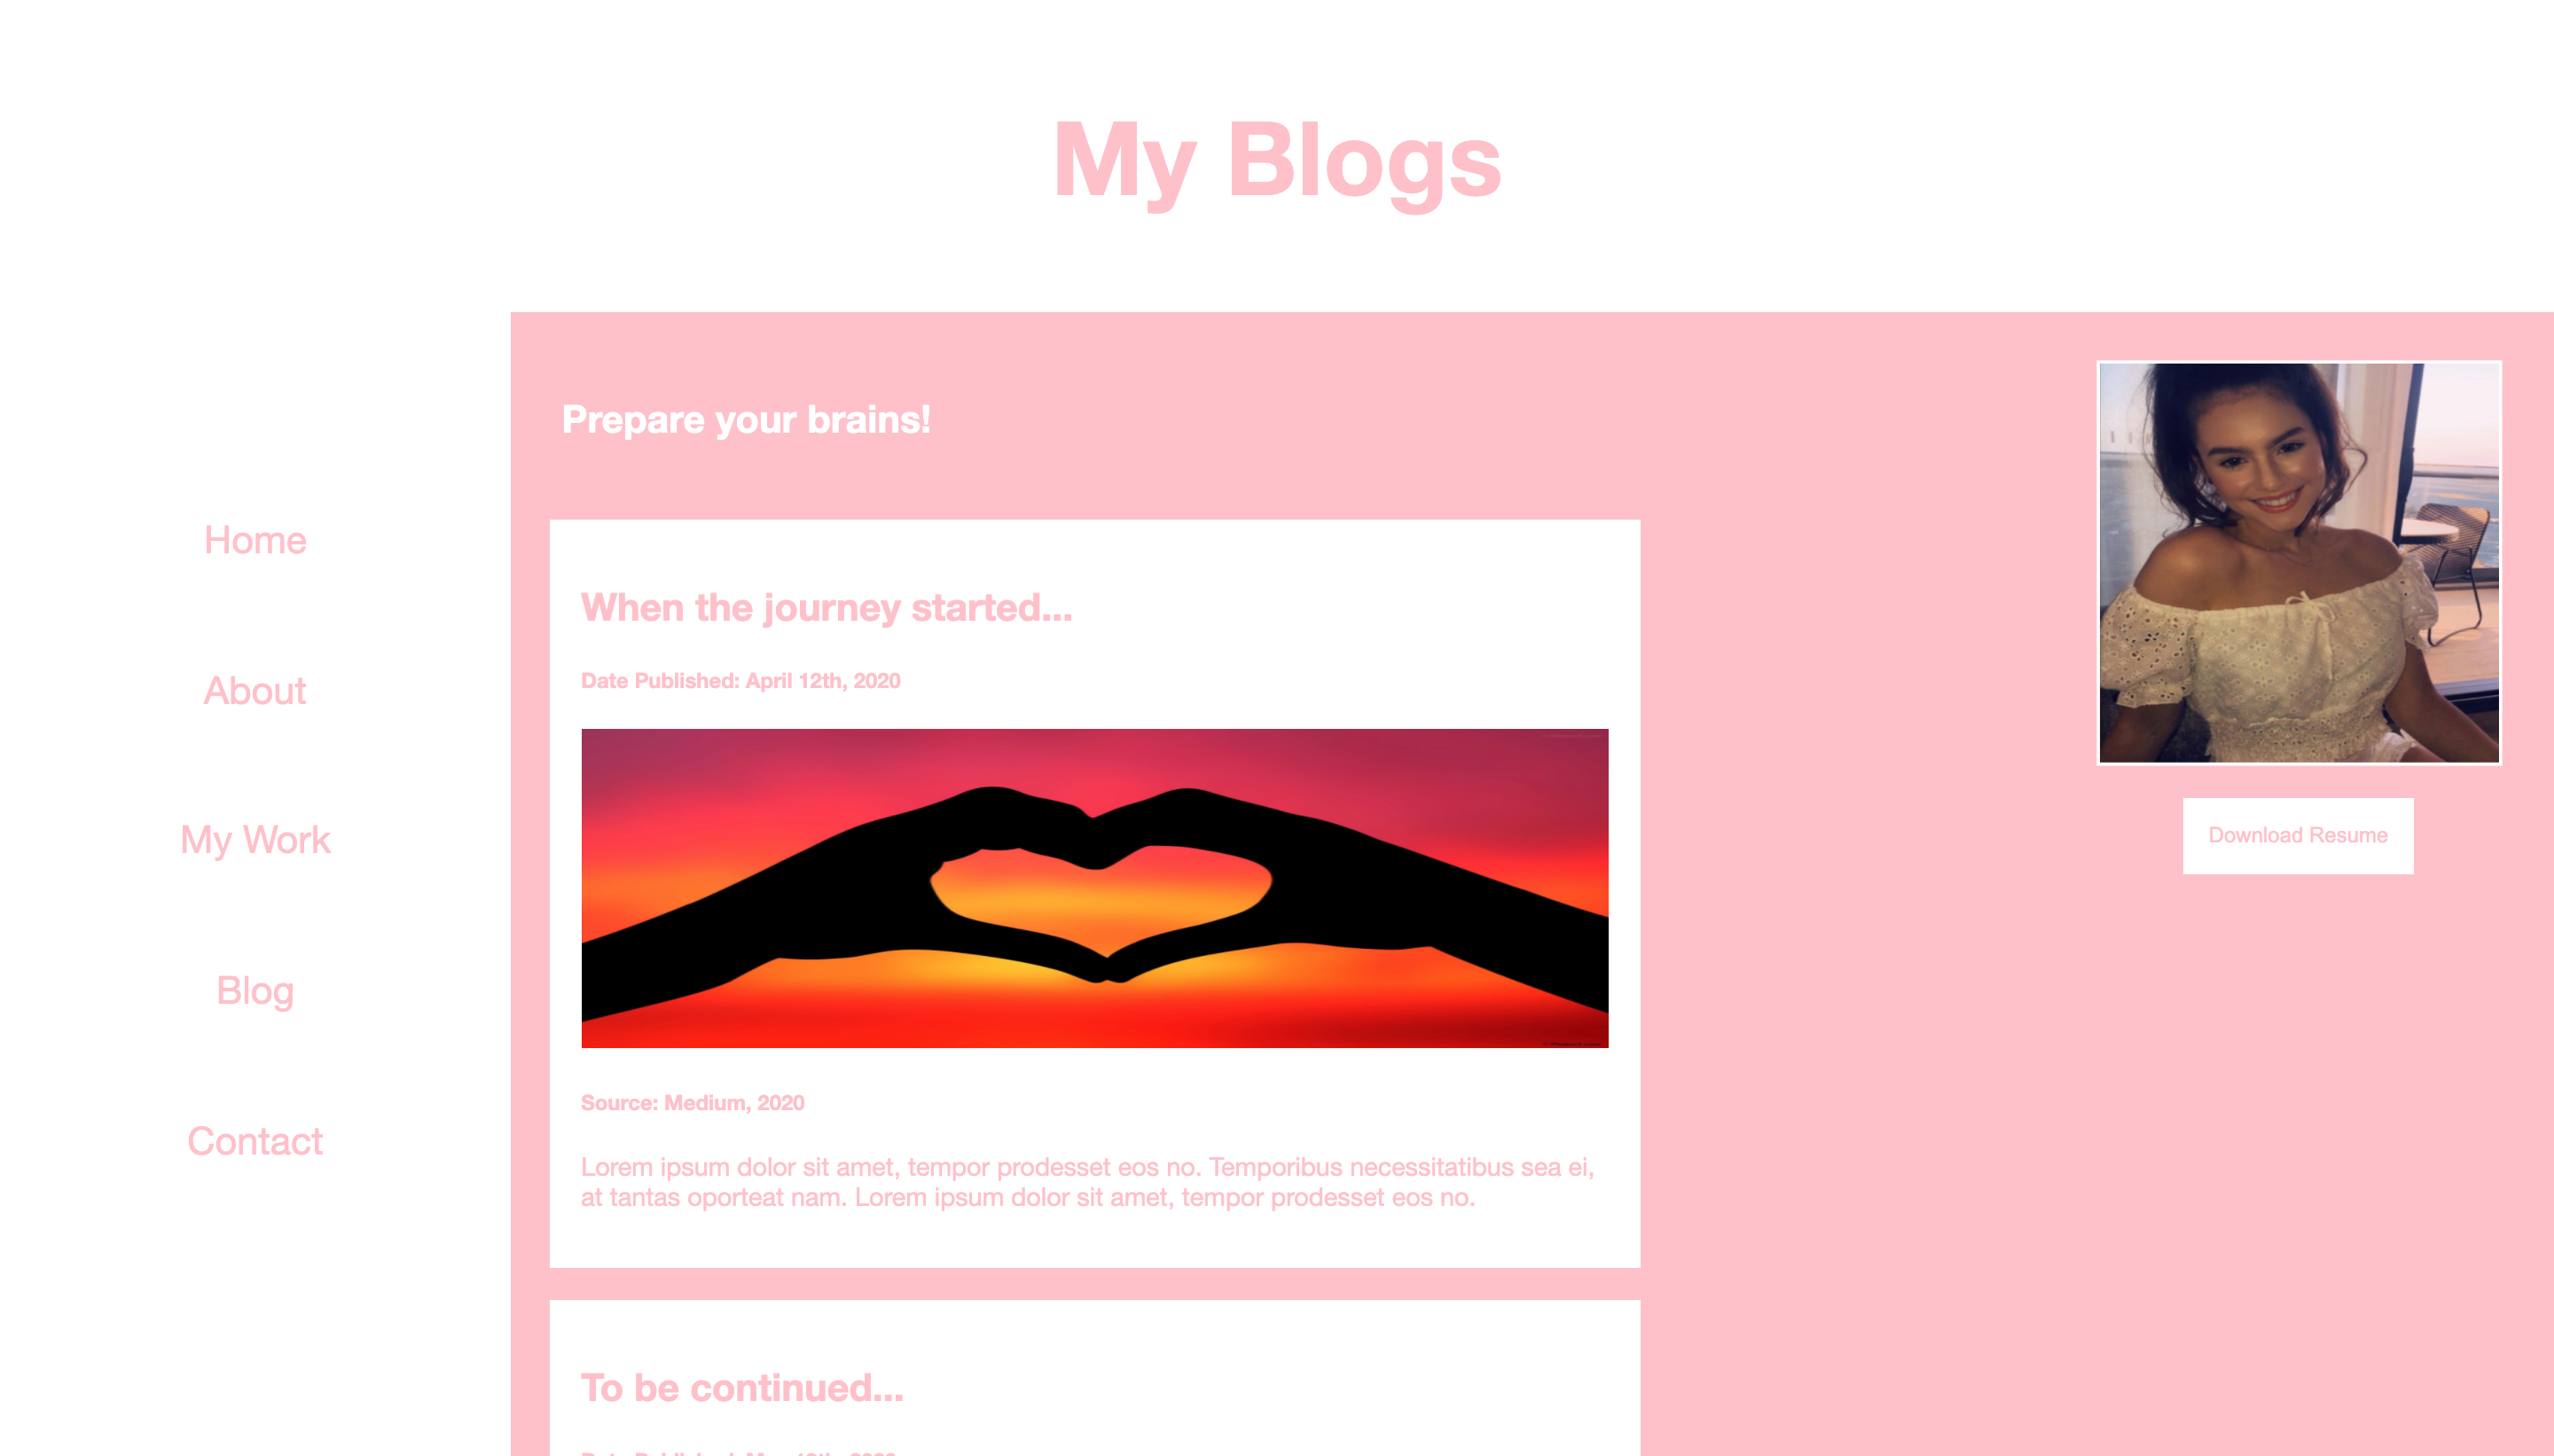 My Blogs
Prepare your brains!
Home
About
My Work
Blog
Contact
When the journey started...
Date Published: April 12th, 2020
Source: Medium, 2020
Lorem ipsum dolor sit amet, tempor prodesset eos no. Temporibus necessitatibus sea ei,
at tantas oporteat nam. Lorem ipsum dolor sit amet, tempor prodesset eos no.
To be continued...
Download Resume